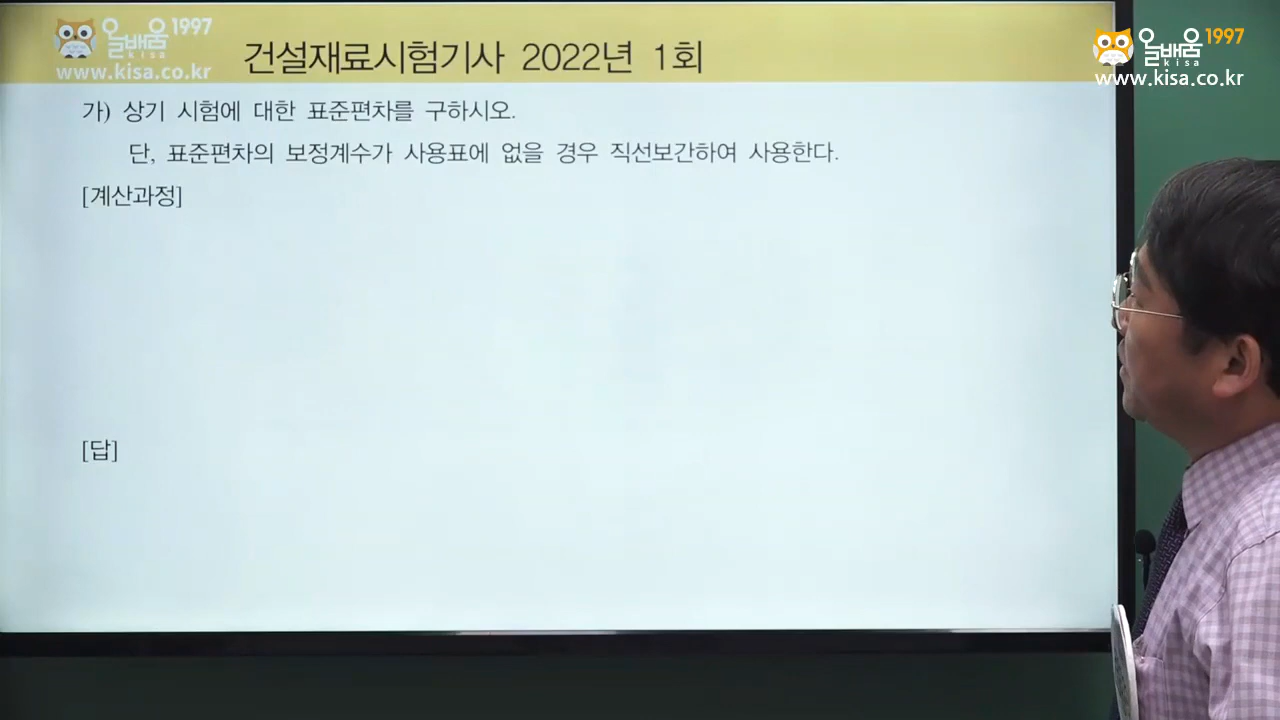 올배움 1997
kisa
www.kisa.co.kr
건설재료시험기사 2022년 1회
올배움 1997
kisa
www.kisa.co.kr
가) 상기 시험에 대한 표준편차를 구하시오.
단, 표준편차의 보정계수가 사용표에 없을 경우 직선보간하여 사용한다.
[계산과정]
[답]